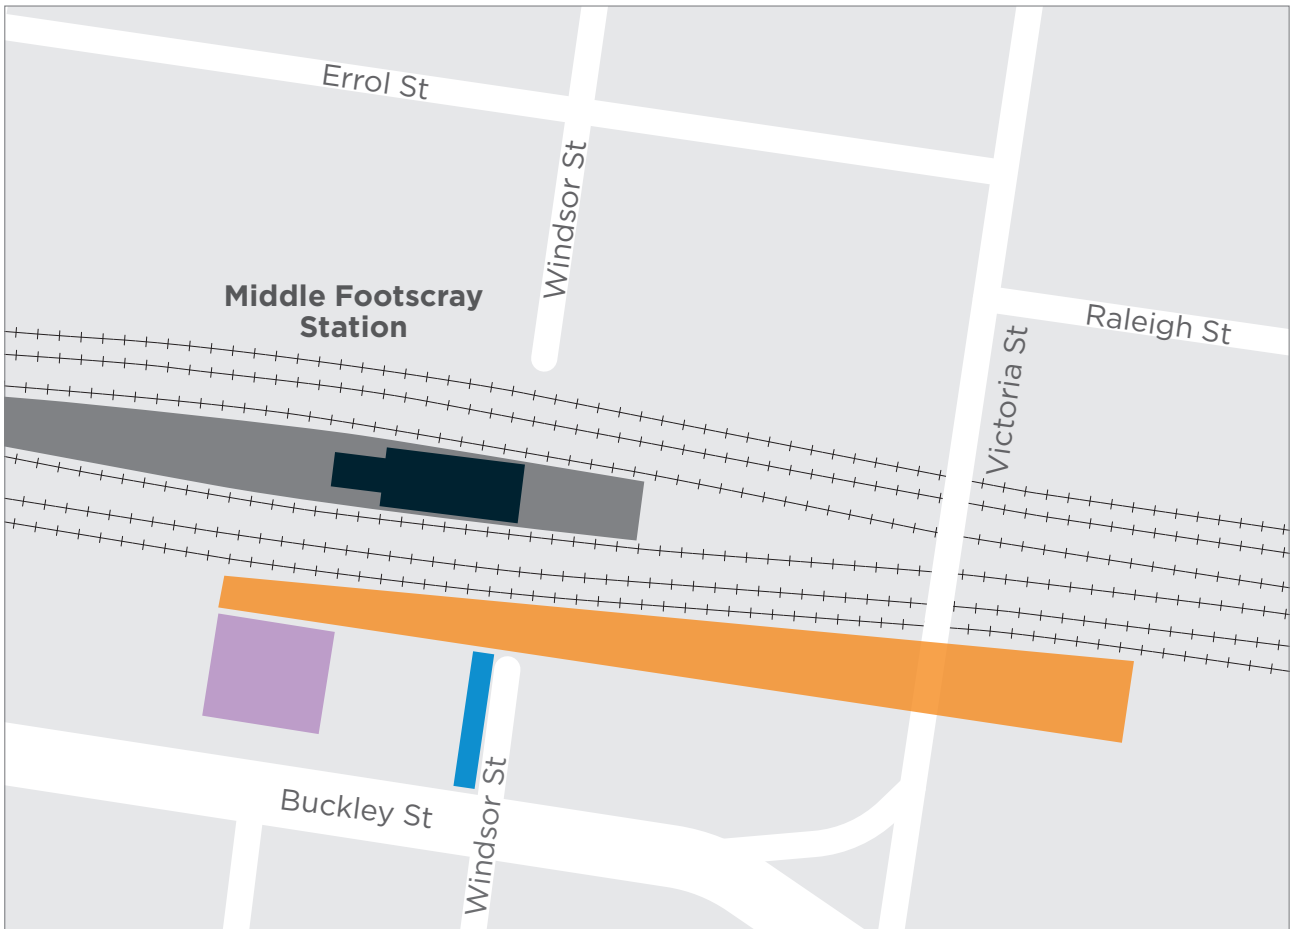 Errol St
Windsor St
Middle Footscray
Station
Raleigh St
Victoria St
Buckley St
Windsor St